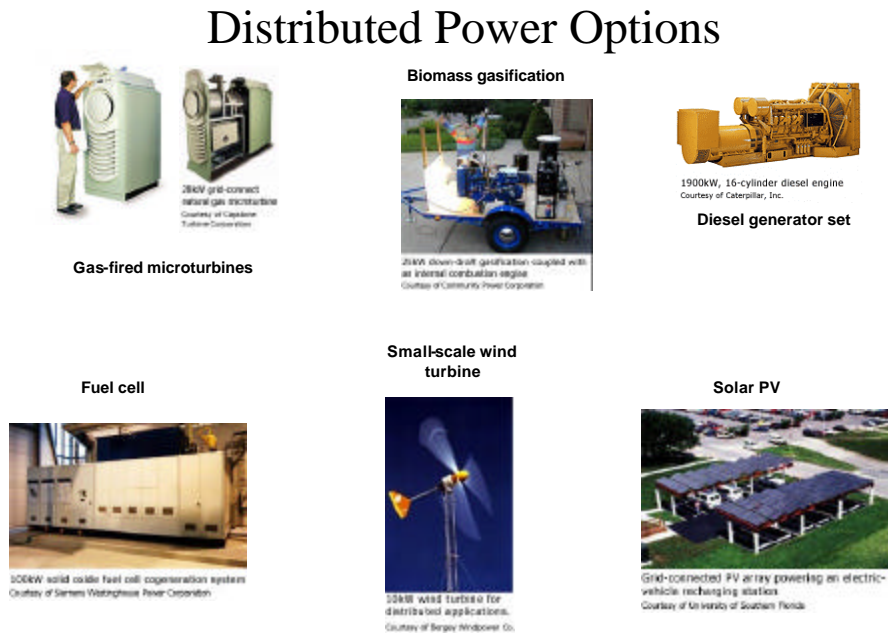 Distributed Power Options
28kW grid-connect
natural gas microturbine
Courtesy of Capstone
Turbine Corporation
Gas-fired microturbines
Biomass gasification
25kW down-draft gasification coupled with
an internal combustion engine
Courtesy of Community Power Corporation
1900kW, 16-cylinder diesel engine
Courtesy of Caterpillar, Inc.
Diesel generator set
Fuel cell
100kW solid oxide fuel cell cogeneration system
Courtesy of Siemens Westinghouse Power Corporation
Small-scale wind
turbine
10kW wind turbine for
distributed applications.
Courtesy of Bergey Windpower Co.
Solar PV
Grid-connected PV array powering an electric-
vehicle recharging station
Courtesy of University of Southern Florida